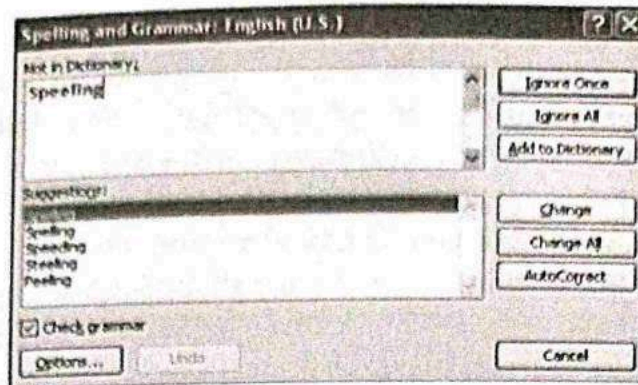 Spelling and Grammar: English (U.S.)
Not in Dictionary:
Speeling
Ignore Once
Ignore All
Add to Dictionary
Suggestions:
Spelling
Speeding
Steeling
Peeling
Change
Change All
AutoCorrect
Check grammar
Options...
Undo
Cancel